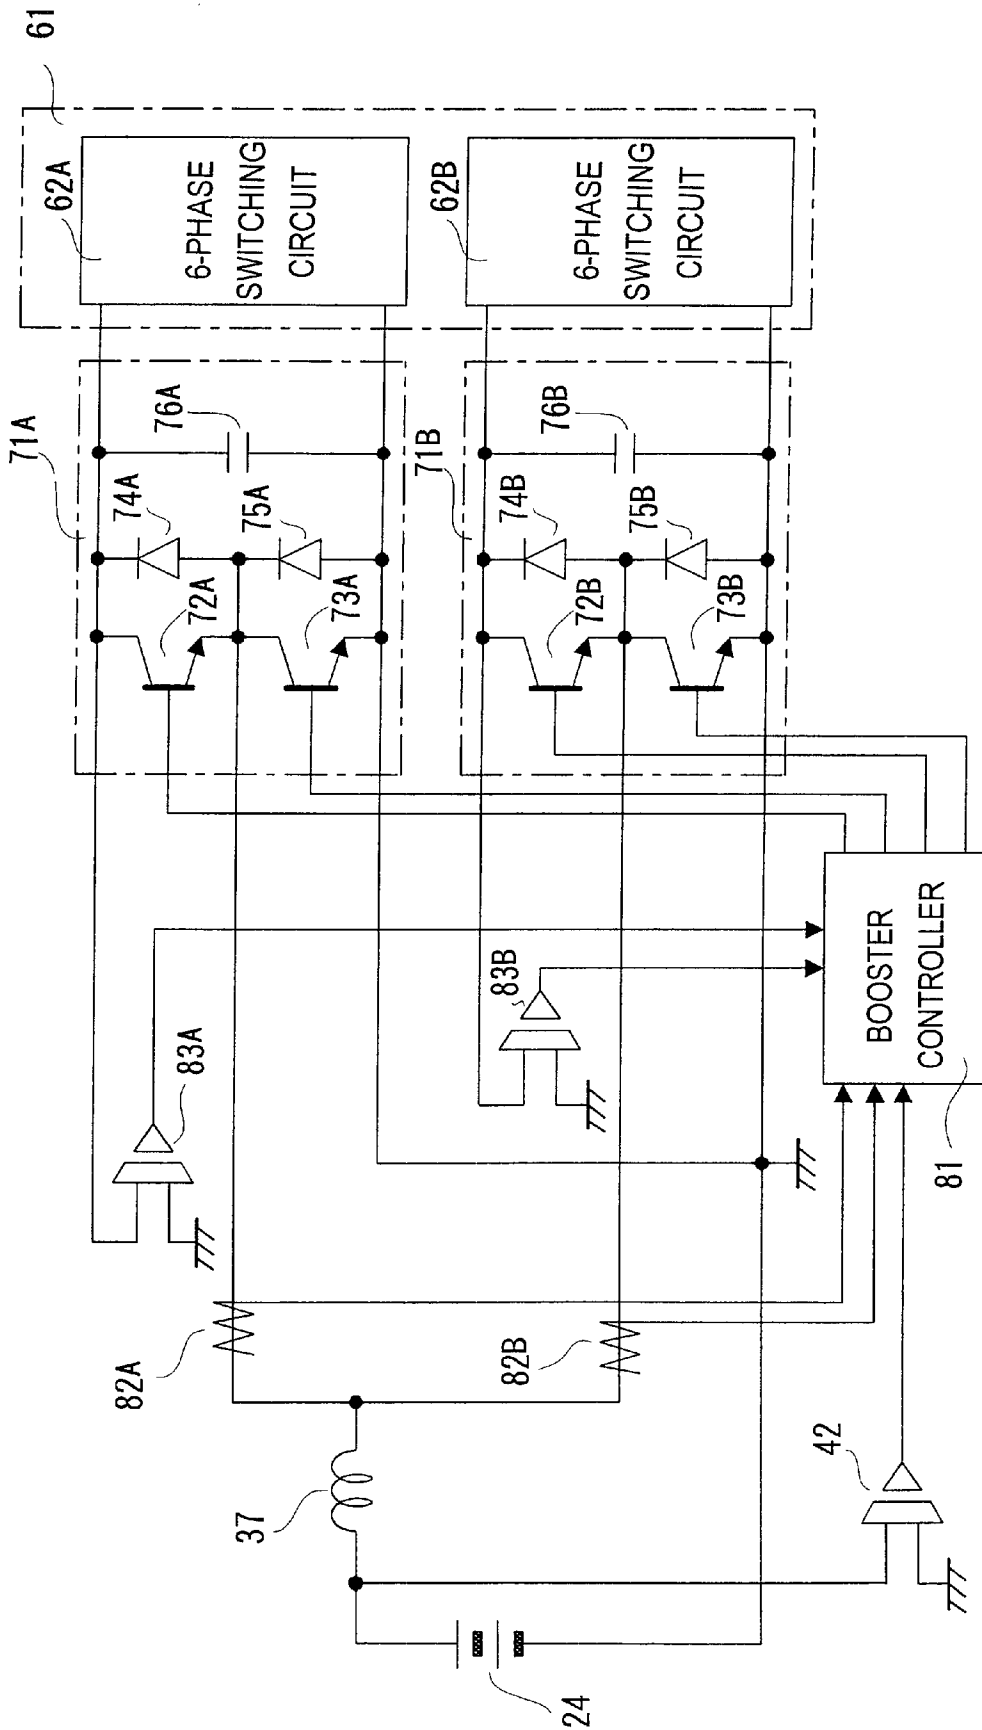 61
62A
6-PHASE
SWITCHING
CIRCUIT
62B
6-PHASE
SWITCHING
CIRCUIT
71A
76A
74A
75A
72A
73A
71B
76B
74B
75B
72B
73B
83A
83B
BOOSTER
CONTROLLER
81
82A
82B
37
42
24